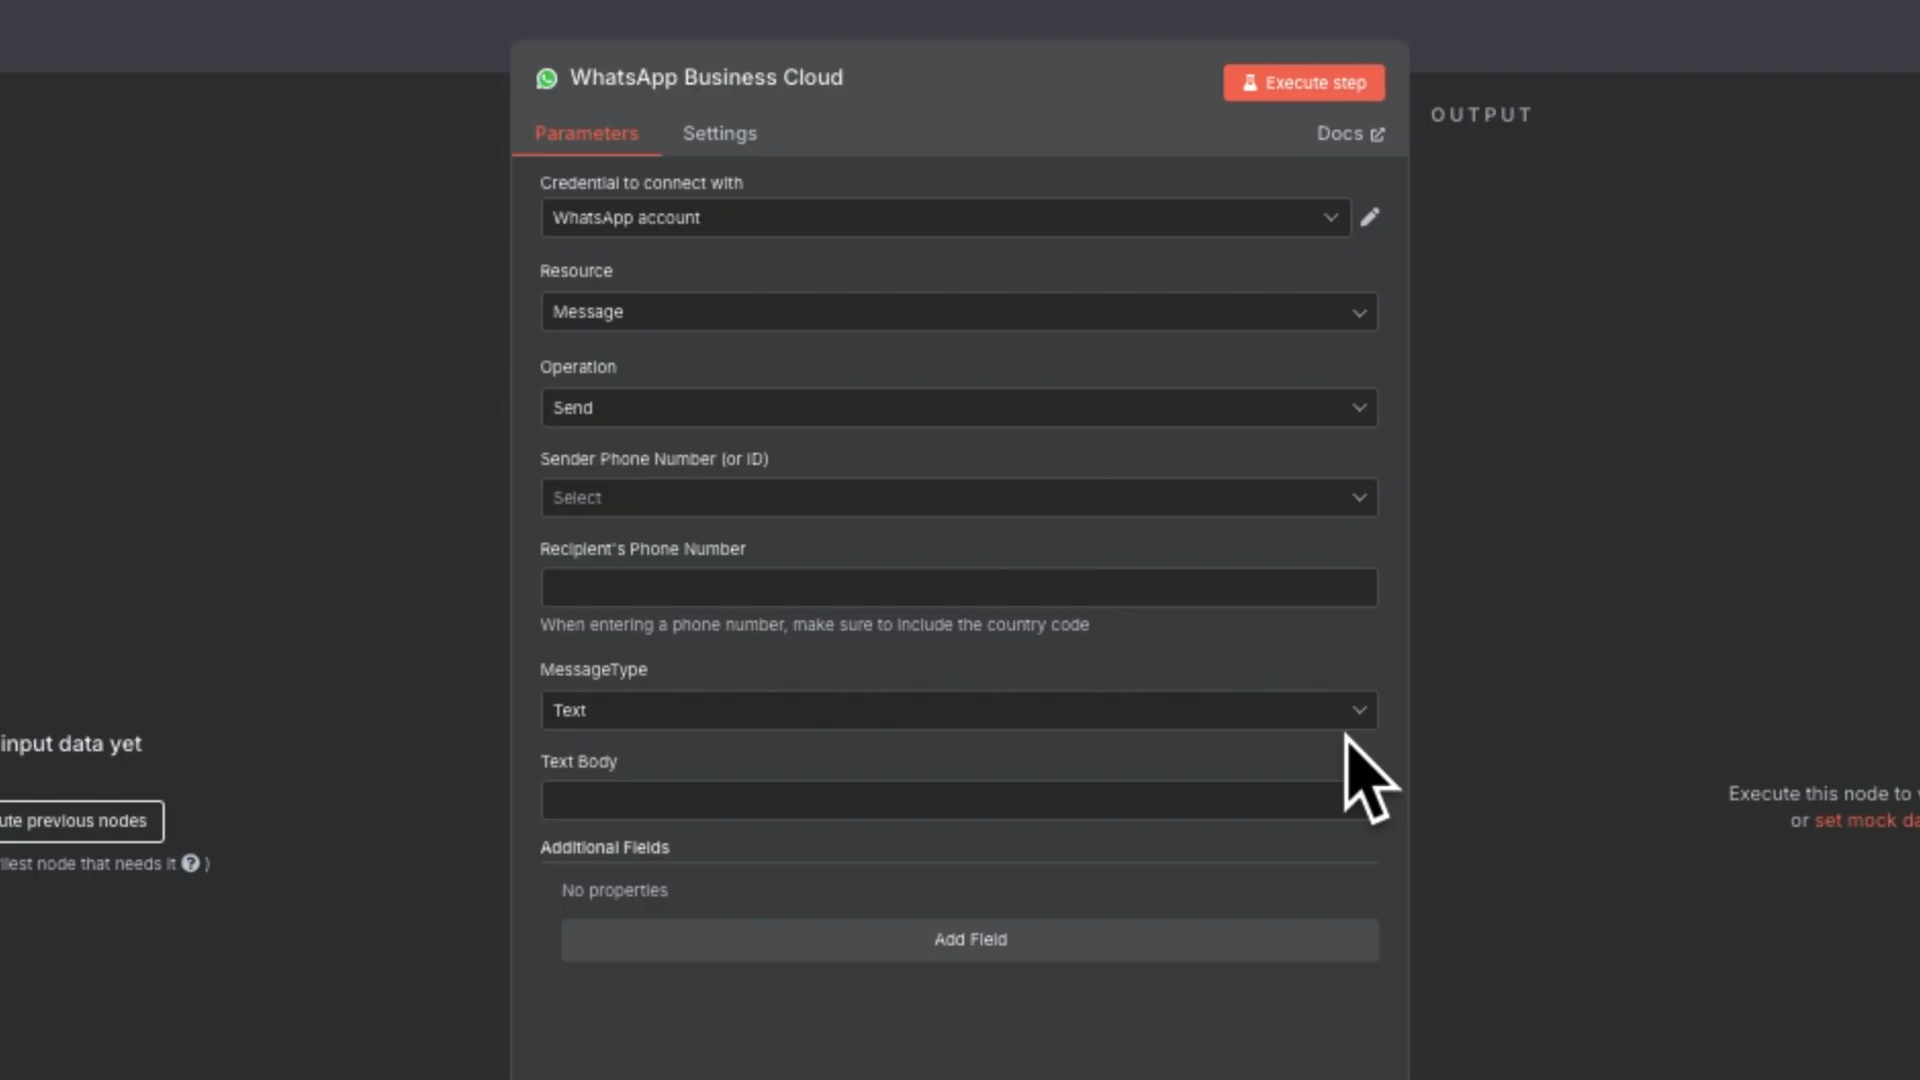 WhatsApp Business Cloud
Execute step
Parameters
Settings
Docs
OUTPUT
Credential to connect with
WhatsApp account
Resource
Message
Operation
Send
Sender Phone Number (or ID)
Select
Recipient's Phone Number
When entering a phone number, make sure to include the country code
MessageType
Text
Text Body
Additional Fields
No properties
Add Field
input data yet
ute previous nodes
llest node that needs it ? )
Execute this node to
or set mock da